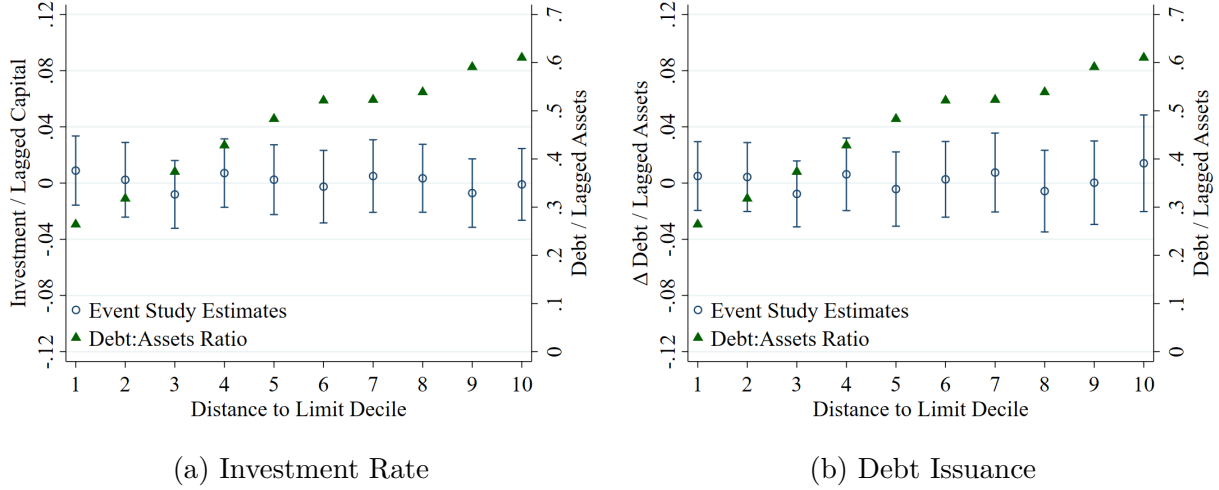 .12
.08
.04
0
-.04
-.08
-.12
Investment / Lagged Capital
.7
.6
.5
.4
.3
.2
.1
0
Debt / Lagged Assets
Event Study Estimates
Debt:Assets Ratio
1 2 3 4 5 6 7 8 9 10
Distance to Limit Decile
(a) Investment Rate
.12
.08
.04
0
-.04
-.08
-.12
Δ Debt / Lagged Assets
.7
.6
.5
.4
.3
.2
.1
0
Debt / Lagged Assets
Event Study Estimates
Debt:Assets Ratio
1 2 3 4 5 6 7 8 9 10
Distance to Limit Decile
(b) Debt Issuance